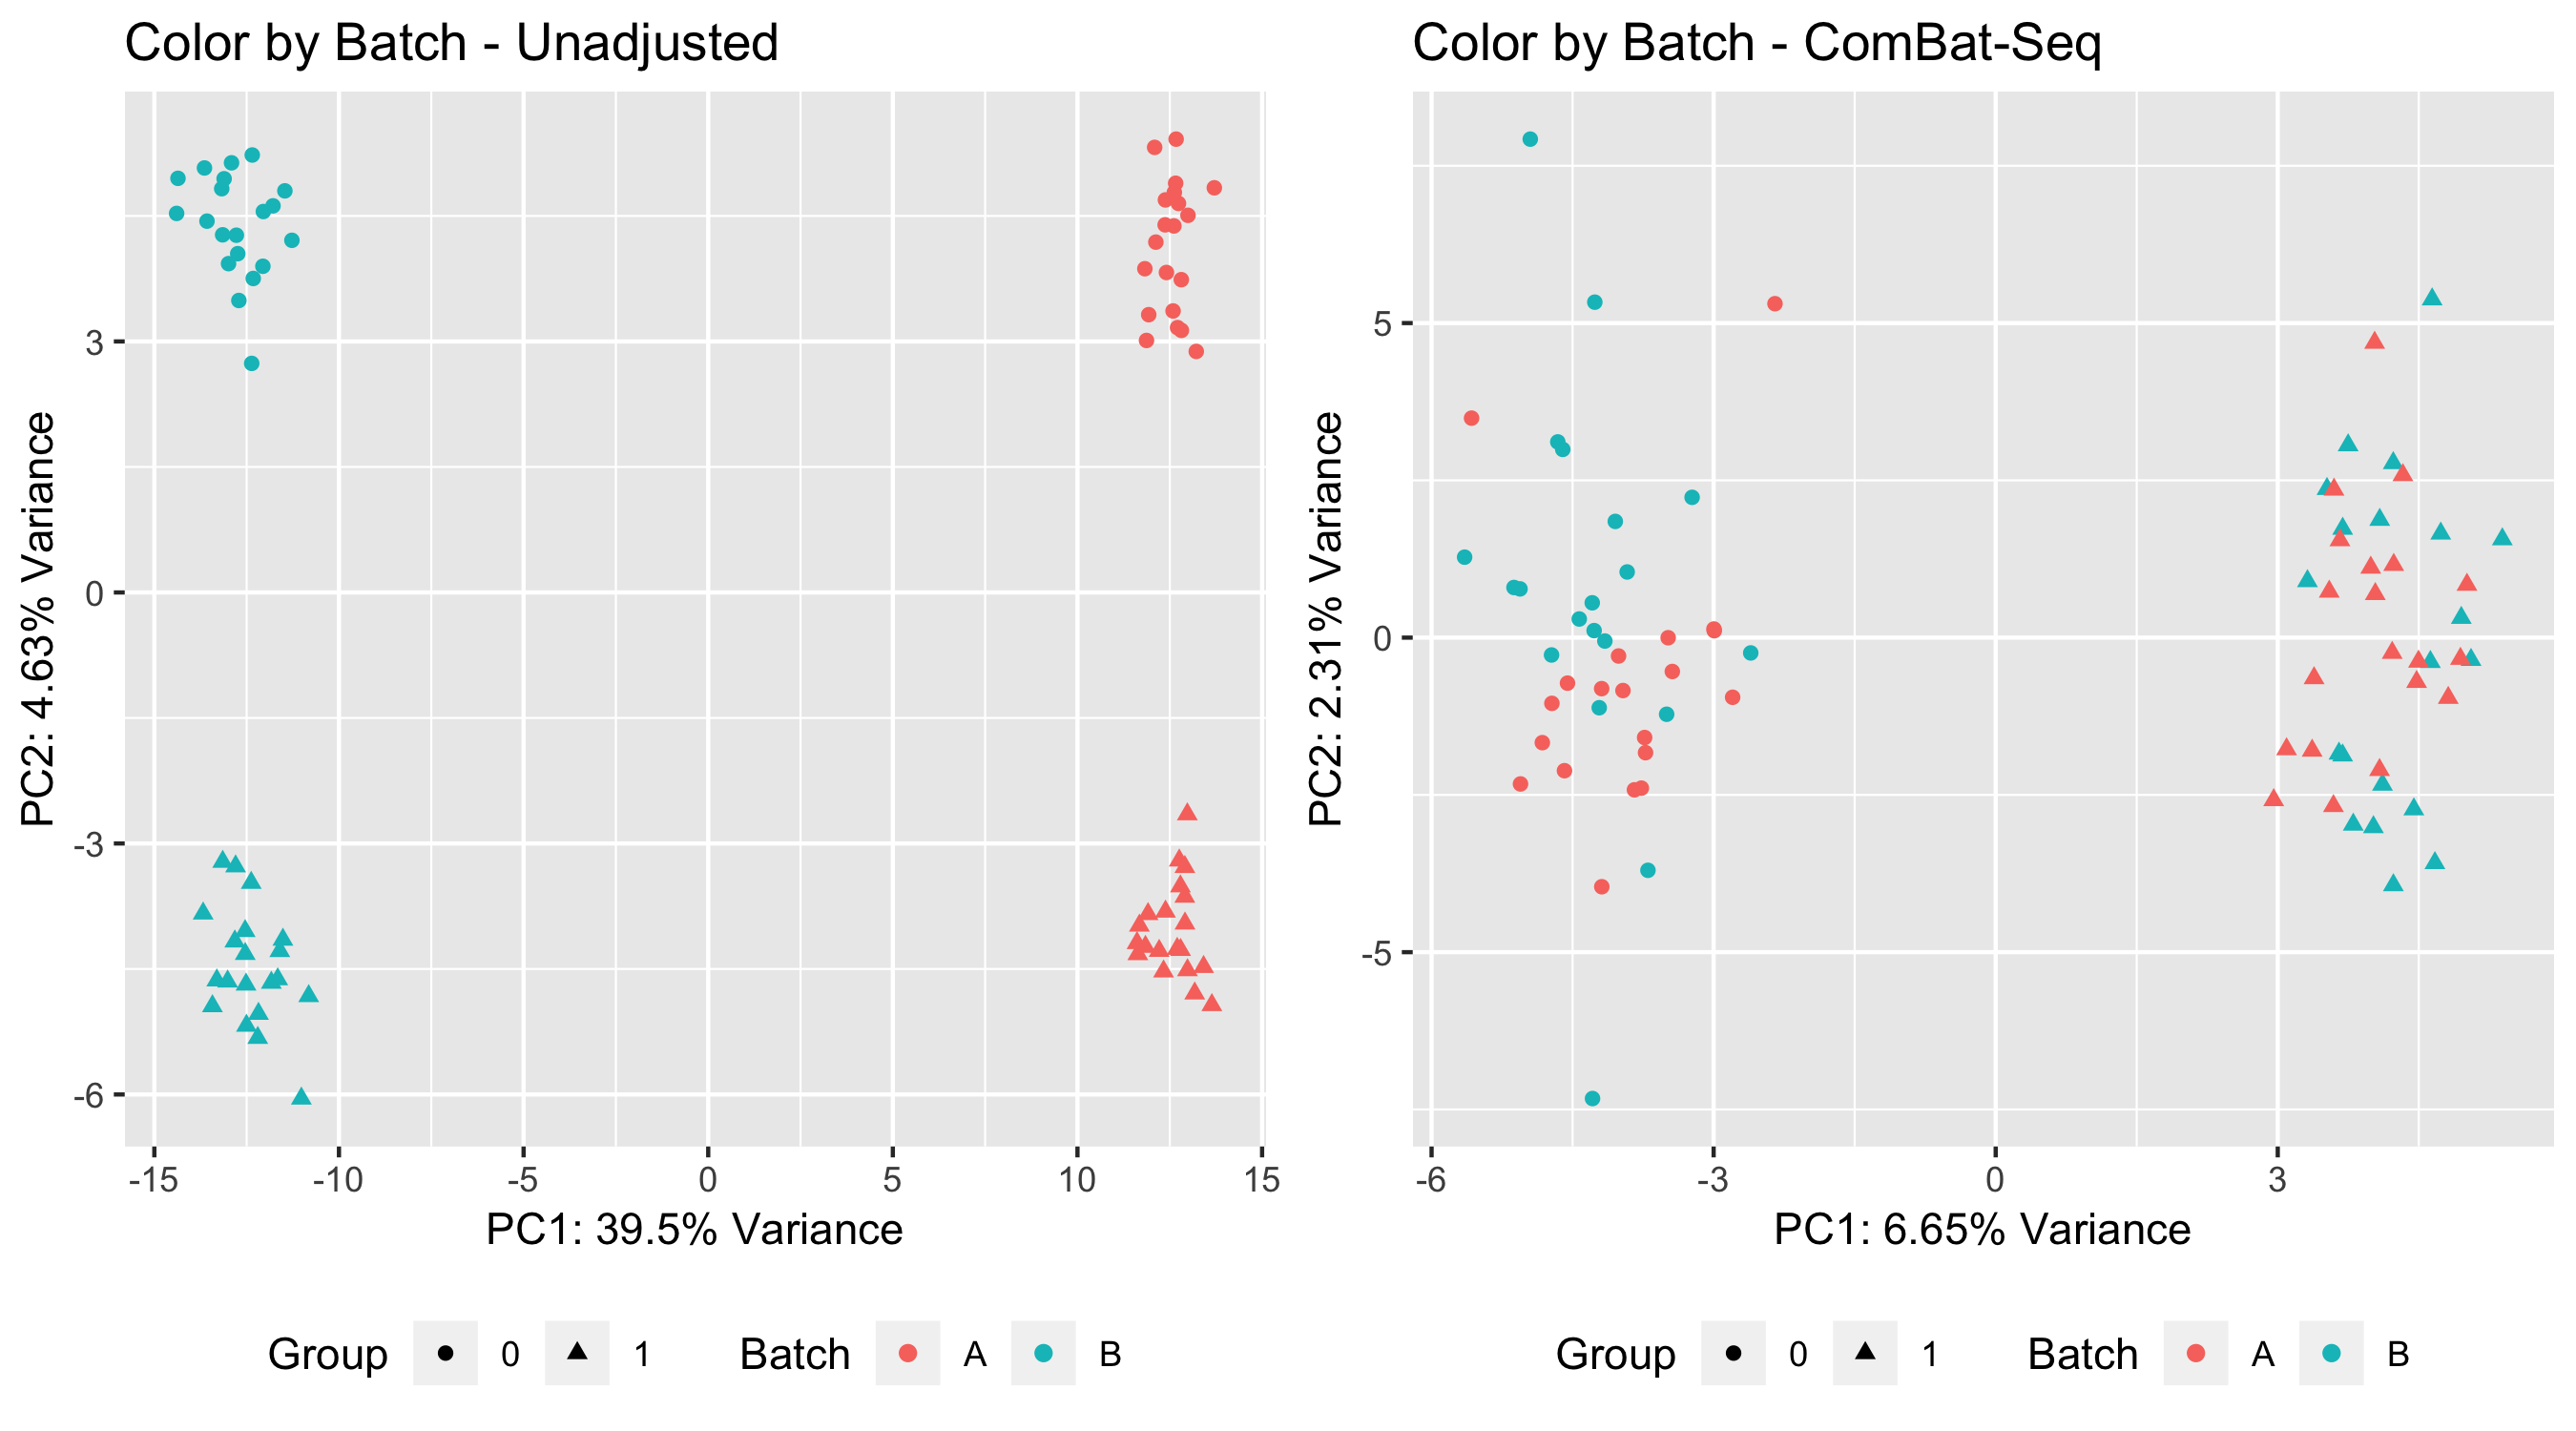 Color by Batch - Unadjusted
3
0
-3
-6
PC2: 4.63% Variance
-15 -10 -5 0 5 10 15
PC1: 39.5% Variance
Group 0 1 Batch A B
Color by Batch - ComBat-Seq
5
0
-5
PC2: 2.31% Variance
-6 -3 0 3
PC1: 6.65% Variance
Group 0 1 Batch A B